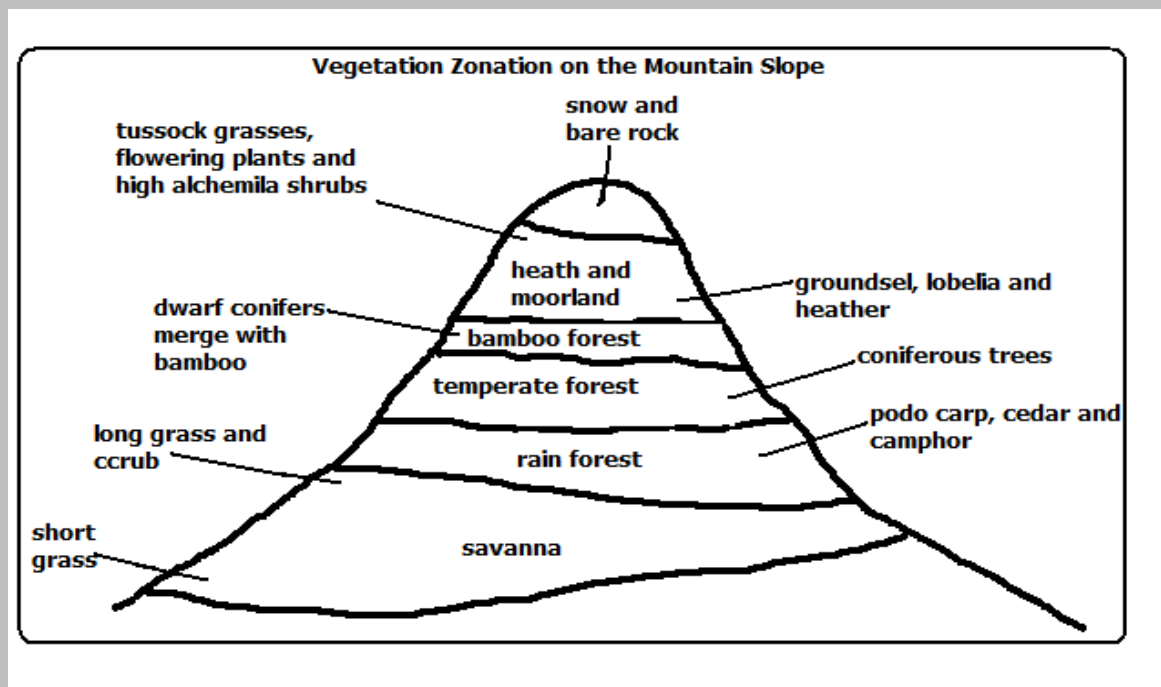 Vegetation Zonation on the Mountain Slope
snow and
bare rock
tussock grasses,
flowering plants and
high alchemila shrubs
heath and
moorland
groundsel, lobelia and
heather
dwarf conifers
merge with
bamboo
bamboo forest
coniferous trees
temperate forest
podo carp, cedar and
camphor
long grass and
ccrub
rain forest
short
grass
savanna